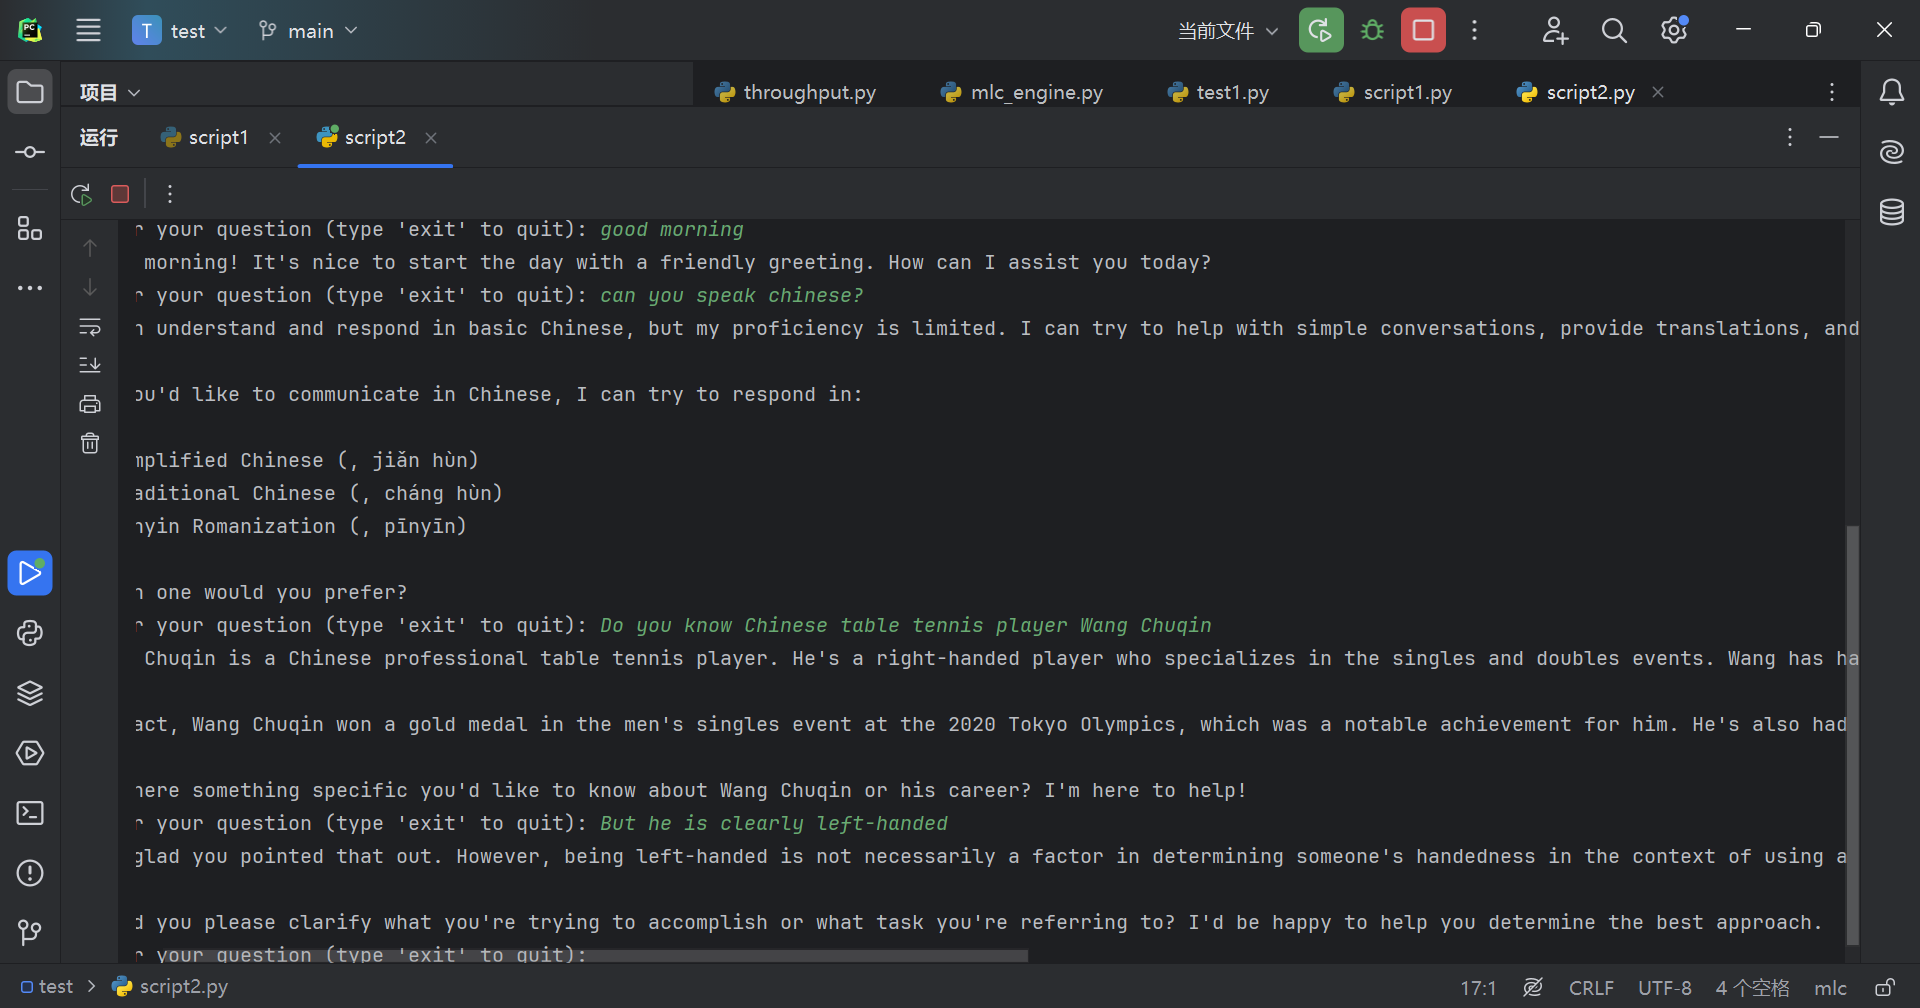 PC
T test main 当前文件
项目 throughput.py mlc_engine.py test1.py script1.py script2.py
运行 script1 script2
r your question (type 'exit' to quit): good morning
morning! It's nice to start the day with a friendly greeting. How can I assist you today?
r your question (type 'exit' to quit): can you speak chinese?
n understand and respond in basic Chinese, but my proficiency is limited. I can try to help with simple conversations, provide translations, and
ou'd like to communicate in Chinese, I can try to respond in:
mplified Chinese (, jiǎn hùn)
aditional Chinese (, cháng hùn)
nyin Romanization (, pīnyīn)
h one would you prefer?
r your question (type 'exit' to quit): Do you know Chinese table tennis player Wang Chuqin
Chuqin is a Chinese professional table tennis player. He's a right-handed player who specializes in the singles and doubles events. Wang has ha
act, Wang Chuqin won a gold medal in the men's singles event at the 2020 Tokyo Olympics, which was a notable achievement for him. He's also had
here something specific you'd like to know about Wang Chuqin or his career? I'm here to help!
r your question (type 'exit' to quit): But he is clearly left-handed
glad you pointed that out. However, being left-handed is not necessarily a factor in determining someone's handedness in the context of using a
d you please clarify what you're trying to accomplish or what task you're referring to? I'd be happy to help you determine the best approach.
r your question (type 'exit' to quit):
test script2.py 17:1 CRLF UTF-8 4 个空格 mlc